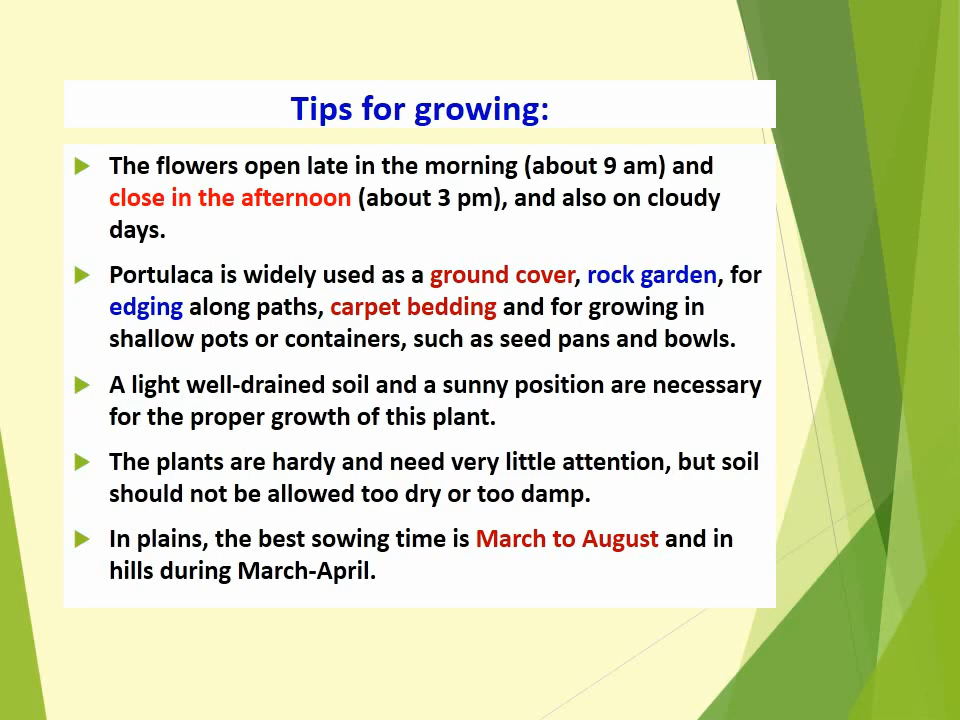 Tips for growing:
The flowers open late in the morning (about 9 am) and
close in the afternoon (about 3 pm), and also on cloudy
days.
Portulaca is widely used as a ground cover, rock garden, for
edging along paths, carpet bedding and for growing in
shallow pots or containers, such as seed pans and bowls.
A light well-drained soil and a sunny position are necessary
for the proper growth of this plant.
The plants are hardy and need very little attention, but soil
should not be allowed too dry or too damp.
In plains, the best sowing time is March to August and in
hills during March-April.